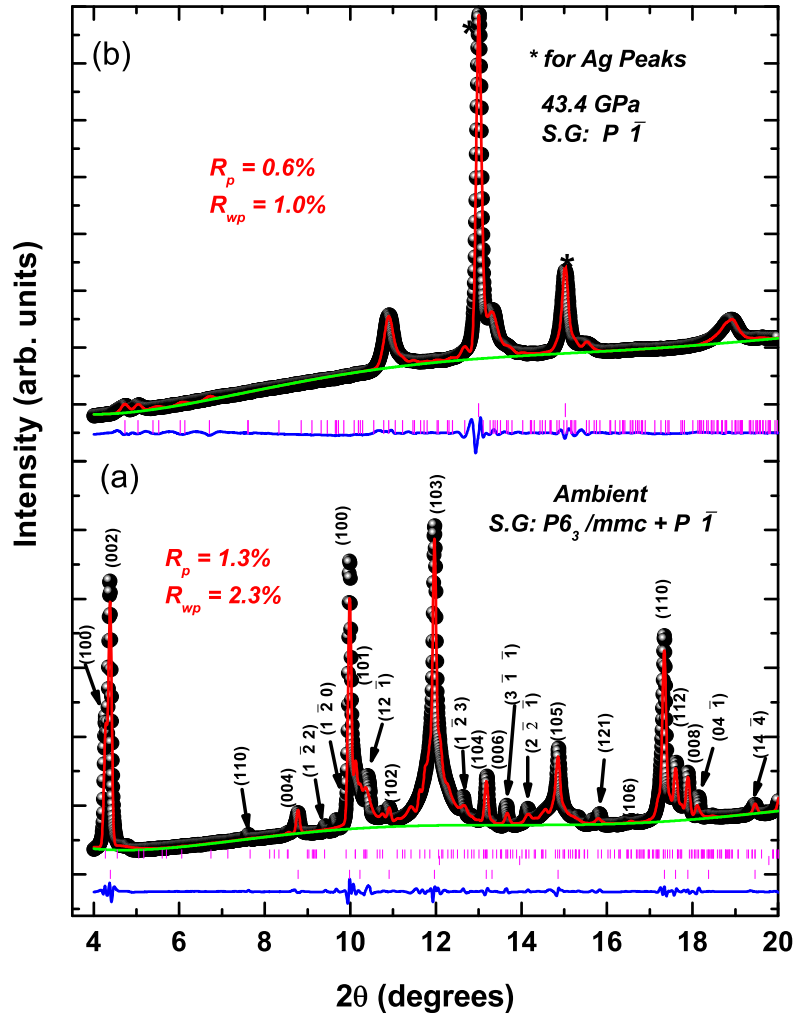 (b)
*
* for Ag Peaks
43.4 GPa
S.G: P 1̅
R_p = 0.6%
R_wp = 1.0%
*
Intensity (arb. units)
(a)
Ambient
S.G: P6_3 /mmc + P 1̅
R_p = 1.3%
R_wp = 2.3%
(100)
(002)
(110)
(004)
(1 2̅ 2)
(1 2̅ 0)
(100)
(101)
(12 1̅)
(102)
(103)
(1 2̅ 3)
(104)
(006)
(3 1̅ 1̅)
(2 2̅ 1̅)
(105)
(121)
(106)
(110)
(112)
(008)
(04 1̅)
(14 4̅)
4 6 8 10 12 14 16 18 20
2θ (degrees)